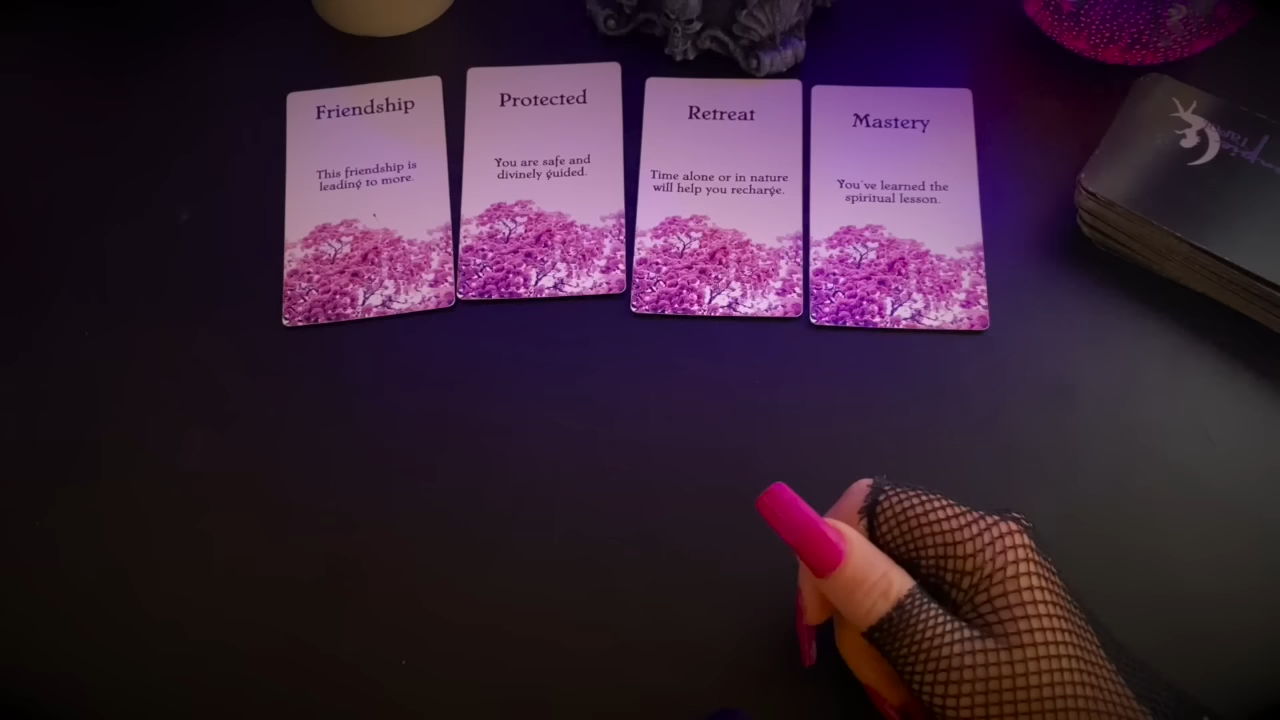 Friendship
This friendship is
leading to more.
Protected
You are safe and
divinely guided.
Retreat
Time alone or in nature
will help you recharge.
Mastery
You've learned the
spiritual lesson.